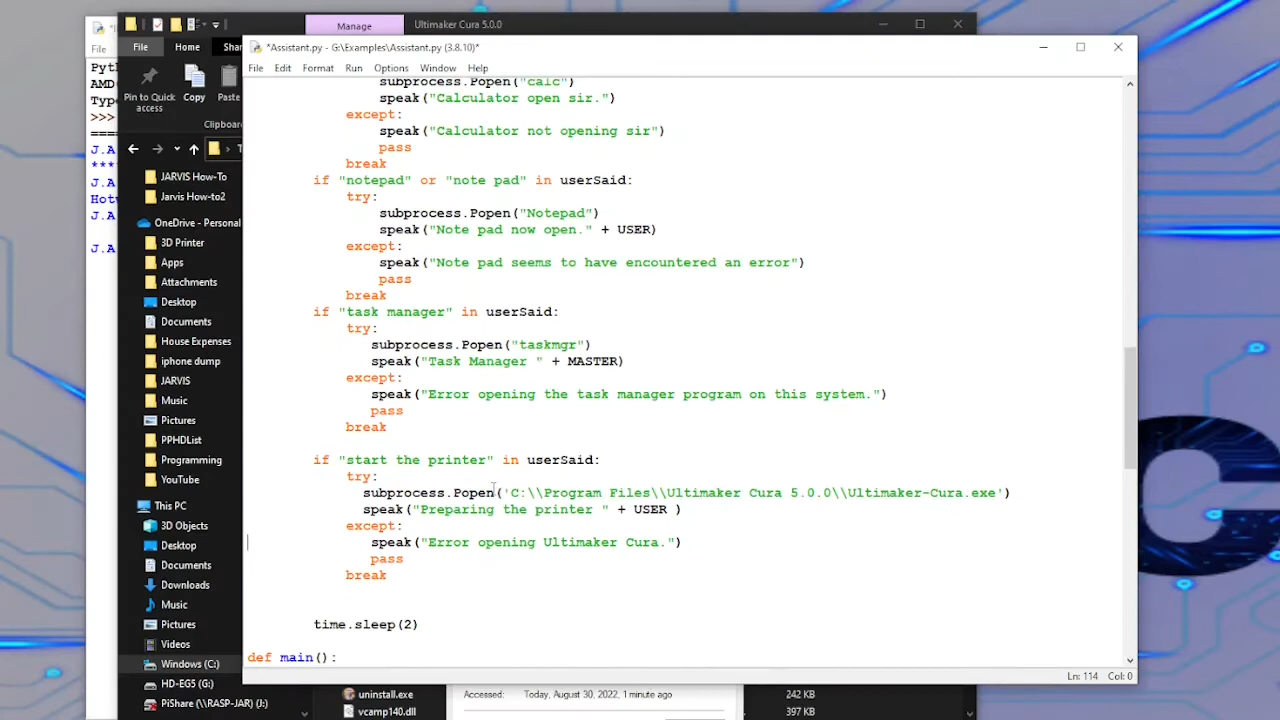 Manage
Ultimaker Cura 5.0.0
File
Home
Shar
File
Pyth
AMD
Type
>>>
====
J.A
****
J.A
Hotw
J.A
J.A
Pin to Quick
access
Copy
Paste
Clipboard
JARVIS How-To
Jarvis How-to2
OneDrive - Personal
3D Printer
Apps
Attachments
Desktop
Documents
House Expenses
iphone dump
JARVIS
Music
Pictures
PPHDList
Programming
YouTube
This PC
3D Objects
Desktop
Documents
Downloads
Music
Pictures
Videos
Windows (C:)
HD-EG5 (G:)
PiShare (\\RASP-JAR) (J:)
*Assistant.py - G:\Examples\Assistant.py (3.8.10)*
File Edit Format Run Options Window Help
subprocess.Popen("calc")
speak("Calculator open sir.")
except:
speak("Calculator not opening sir")
pass
break
if "notepad" or "note pad" in userSaid:
try:
subprocess.Popen("Notepad")
speak("Note pad now open." + USER)
except:
speak("Note pad seems to have encountered an error")
pass
break
if "task manager" in userSaid:
try:
subprocess.Popen("taskmgr")
speak("Task Manager " + MASTER)
except:
speak("Error opening the task manager program on this system.")
pass
break
if "start the printer" in userSaid:
try:
subprocess.Popen('C:\\Program Files\\Ultimaker Cura 5.0.0\\Ultimaker-Cura.exe')
speak("Preparing the printer " + USER )
except:
speak("Error opening Ultimaker Cura.")
pass
break
time.sleep(2)
def main():
Ln: 114 Col: 0
uninstall.exe
vcamp140.dll
Accessed: Today, August 30, 2022, 1 minute ago
242 KB
397 KB
C